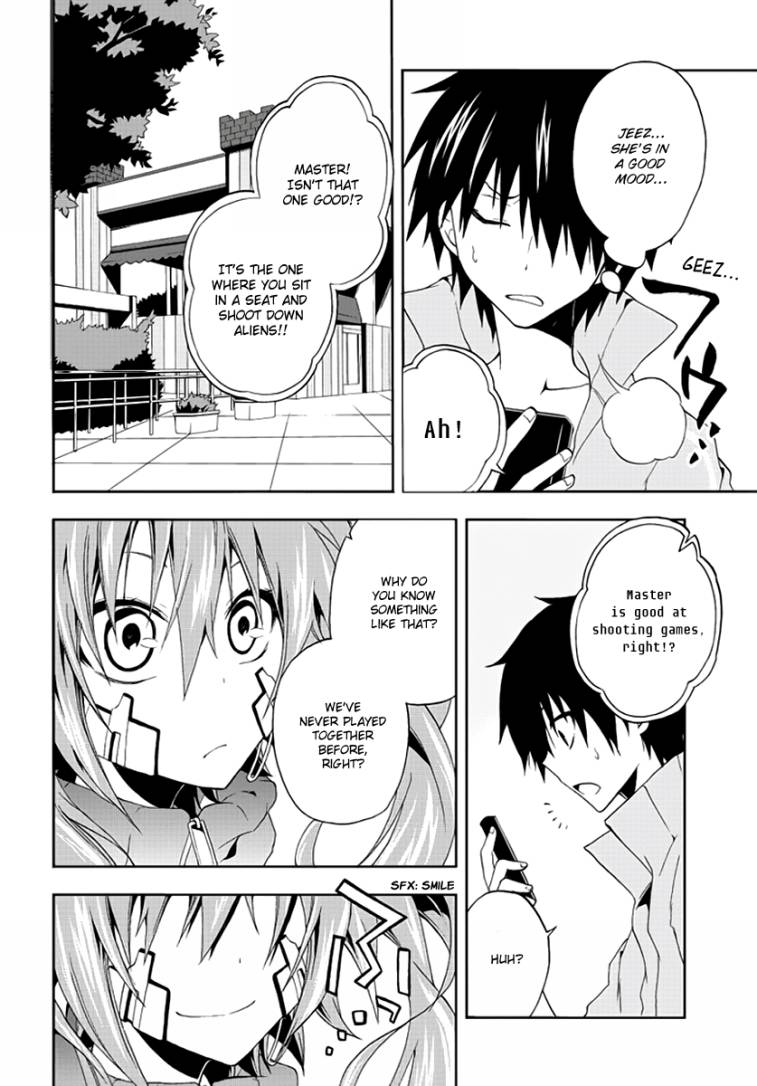 JEEZ...
SHE'S IN
A GOOD
MOOD...
GEEZ...
フゥ
Ah!
MASTER!
ISN'T THAT
ONE GOOD!?
IT'S THE ONE
WHERE YOU SIT
IN A SEAT AND
SHOOT DOWN
ALIENS!!
Master
is good at
shooting games,
right!?
HUH?
WHY DO
YOU KNOW
SOMETHING
LIKE THAT?
WE'VE
NEVER PLAYED
TOGETHER
BEFORE,
RIGHT?
SFX: SMILE